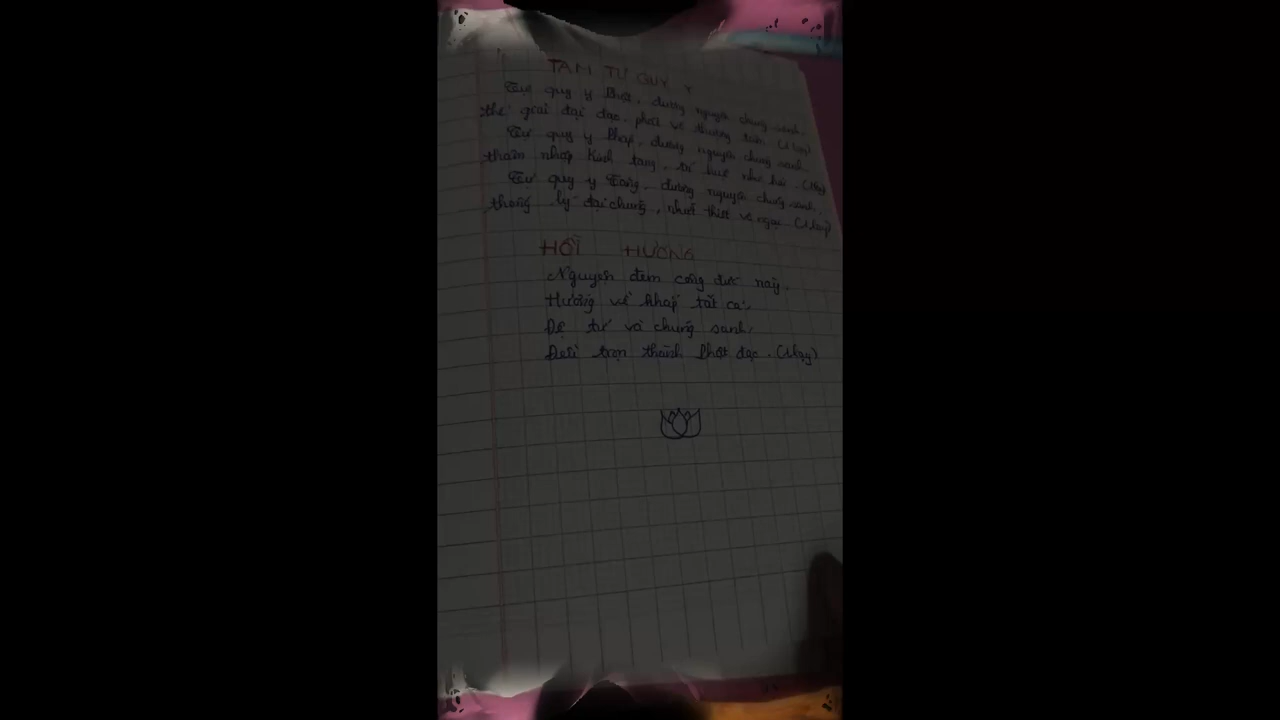 TAM TỰ QUY Y
Tự quy y Phật, đương nguyện chúng sanh,
thể giải đại đạo, phát vô thượng tâm (1 lạy)
Tự quy y Pháp, đương nguyện chúng sanh,
thâm nhập Kinh tạng, trí huệ như hải. (1 lạy)
Tự quy y Tăng, đương nguyện chúng sanh,
thống lý đại chúng, nhứt thiết vô ngại (1 lạy)
HỒI HƯỚNG
Nguyện đem công đức này,
Hướng về khắp tất cả,
Đệ tử và chúng sanh,
Đều trọn thành Phật đạo. (1 lạy)